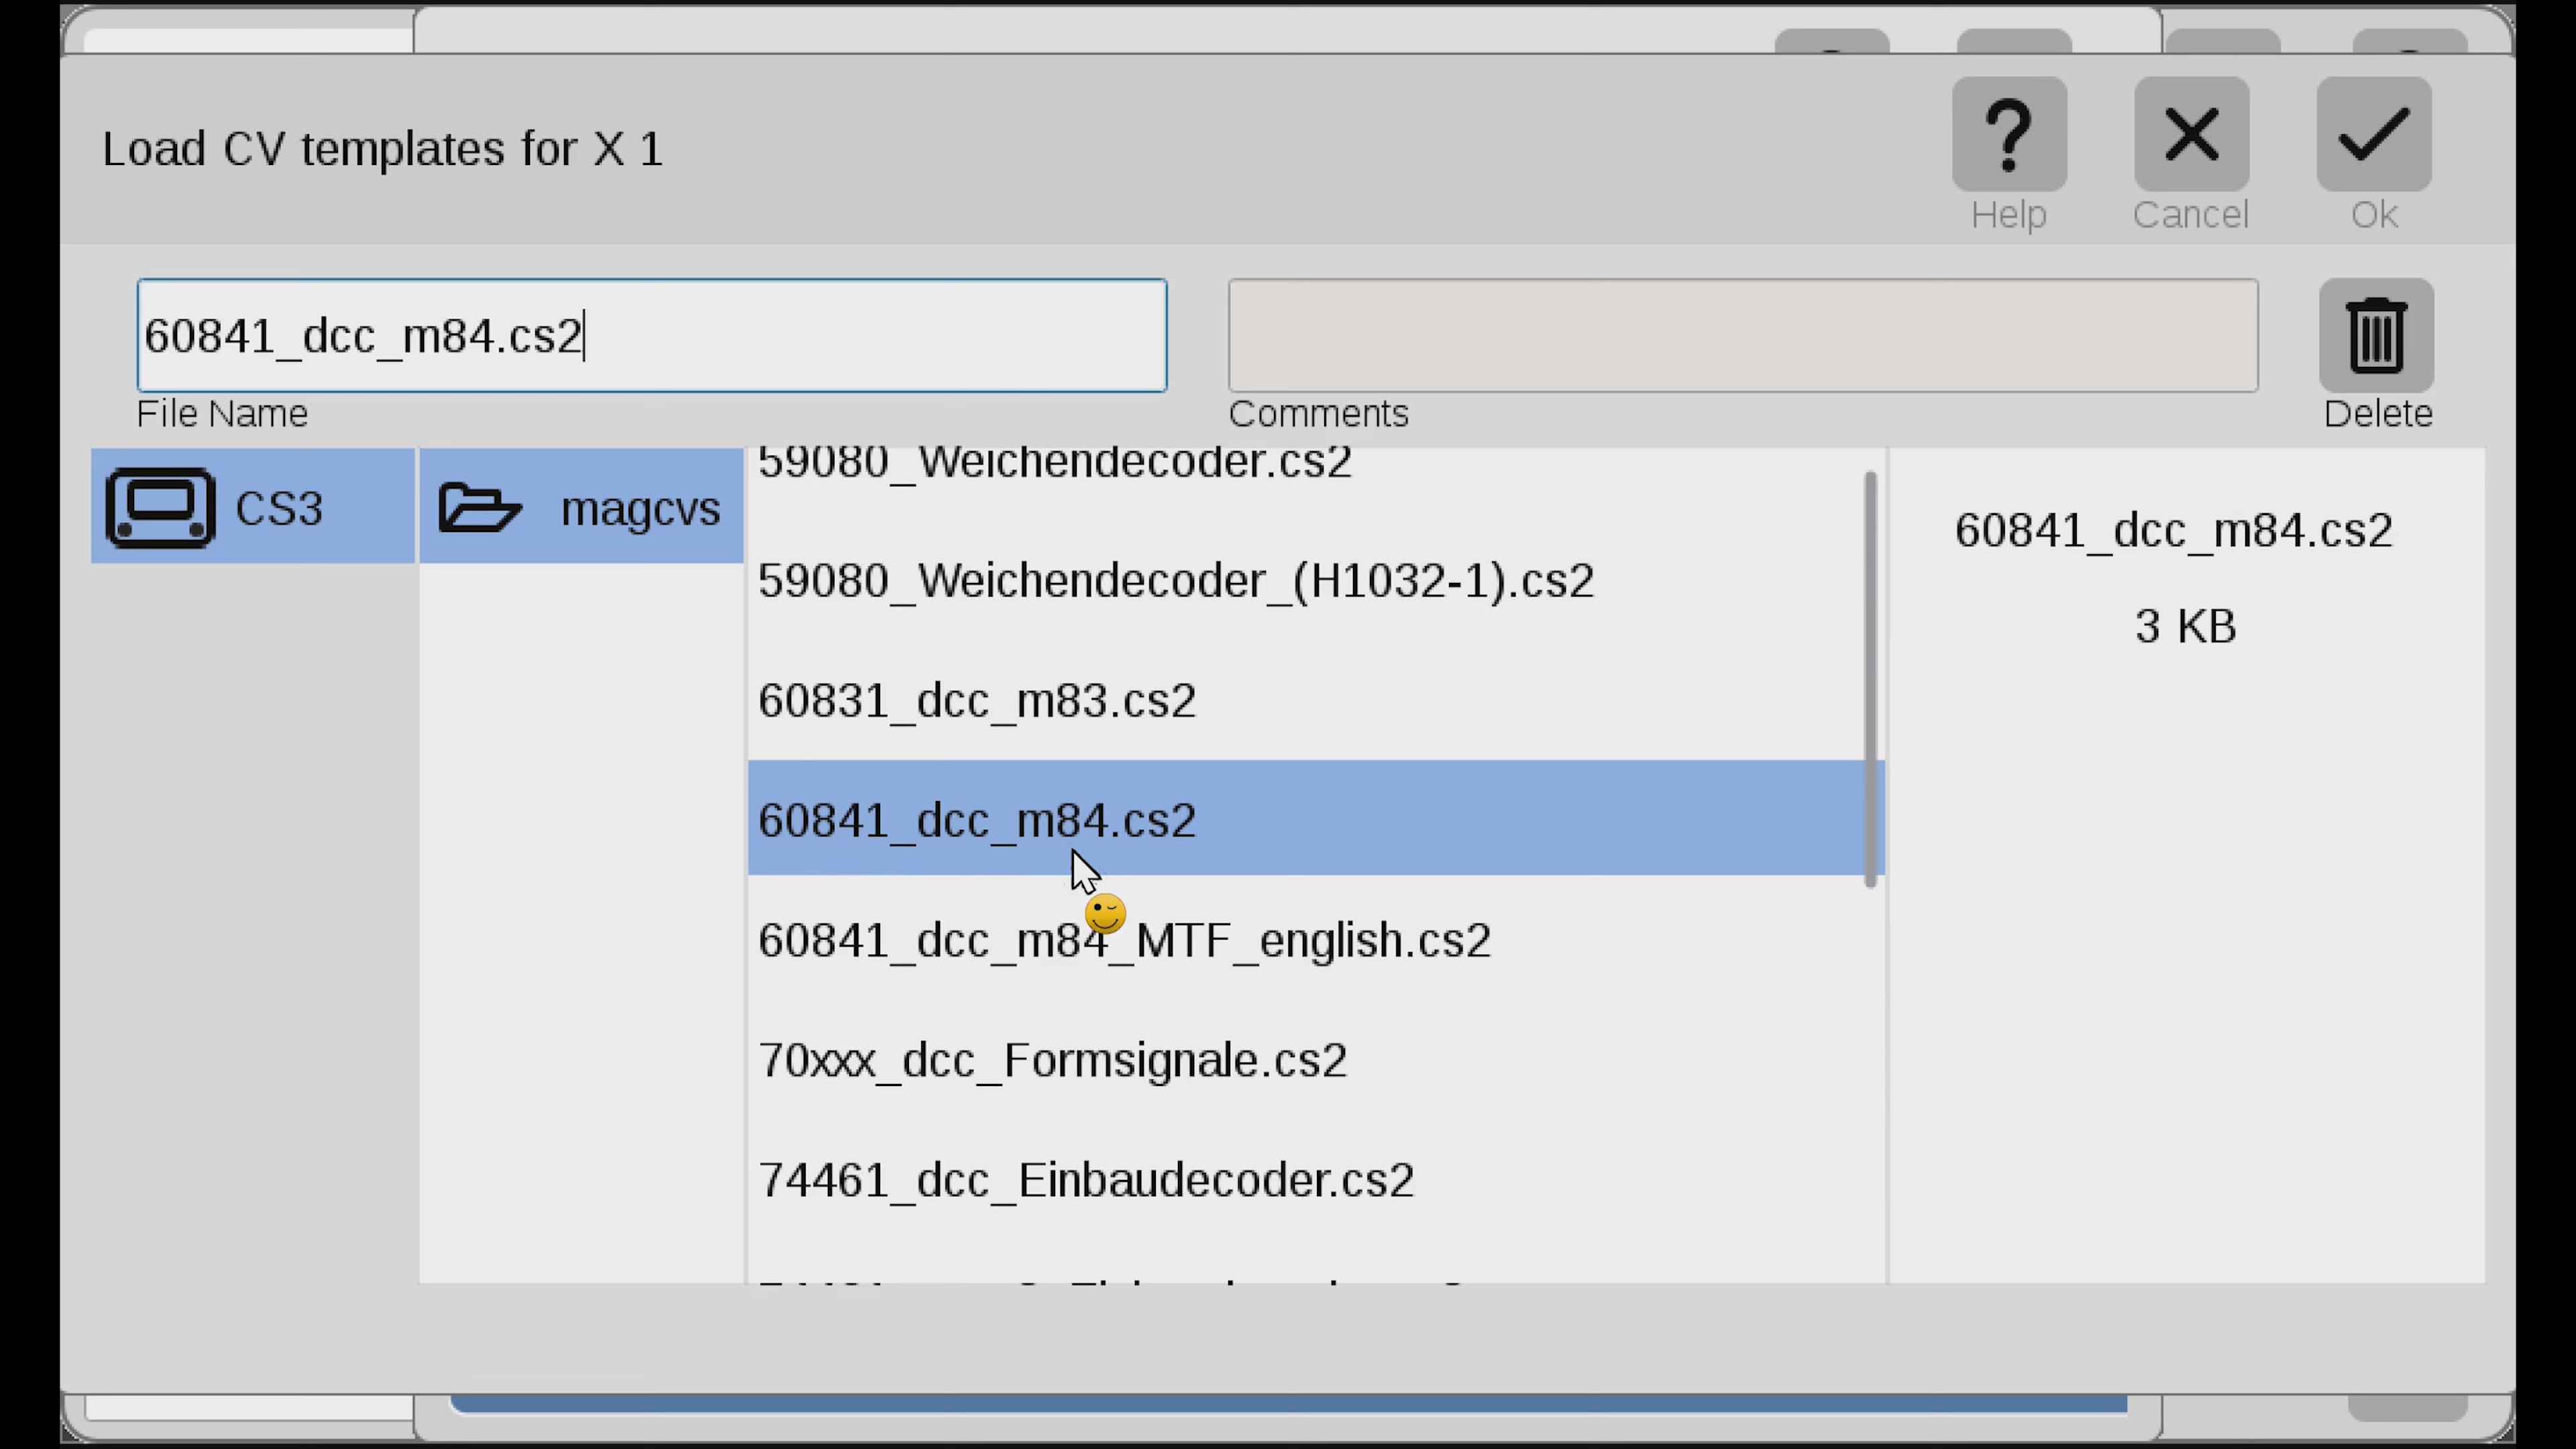 Load CV templates for X 1
Help
Cancel
Ok
60841_dcc_m84.cs2
File Name
Comments
Delete
CS3
magcvs
59080_Weichendecoder.cs2
59080_Weichendecoder_(H1032-1).cs2
60831_dcc_m83.cs2
60841_dcc_m84.cs2
60841_dcc_m84_MTF_english.cs2
70xxx_dcc_Formsignale.cs2
74461_dcc_Einbaudecoder.cs2
60841_dcc_m84.cs2
3 KB